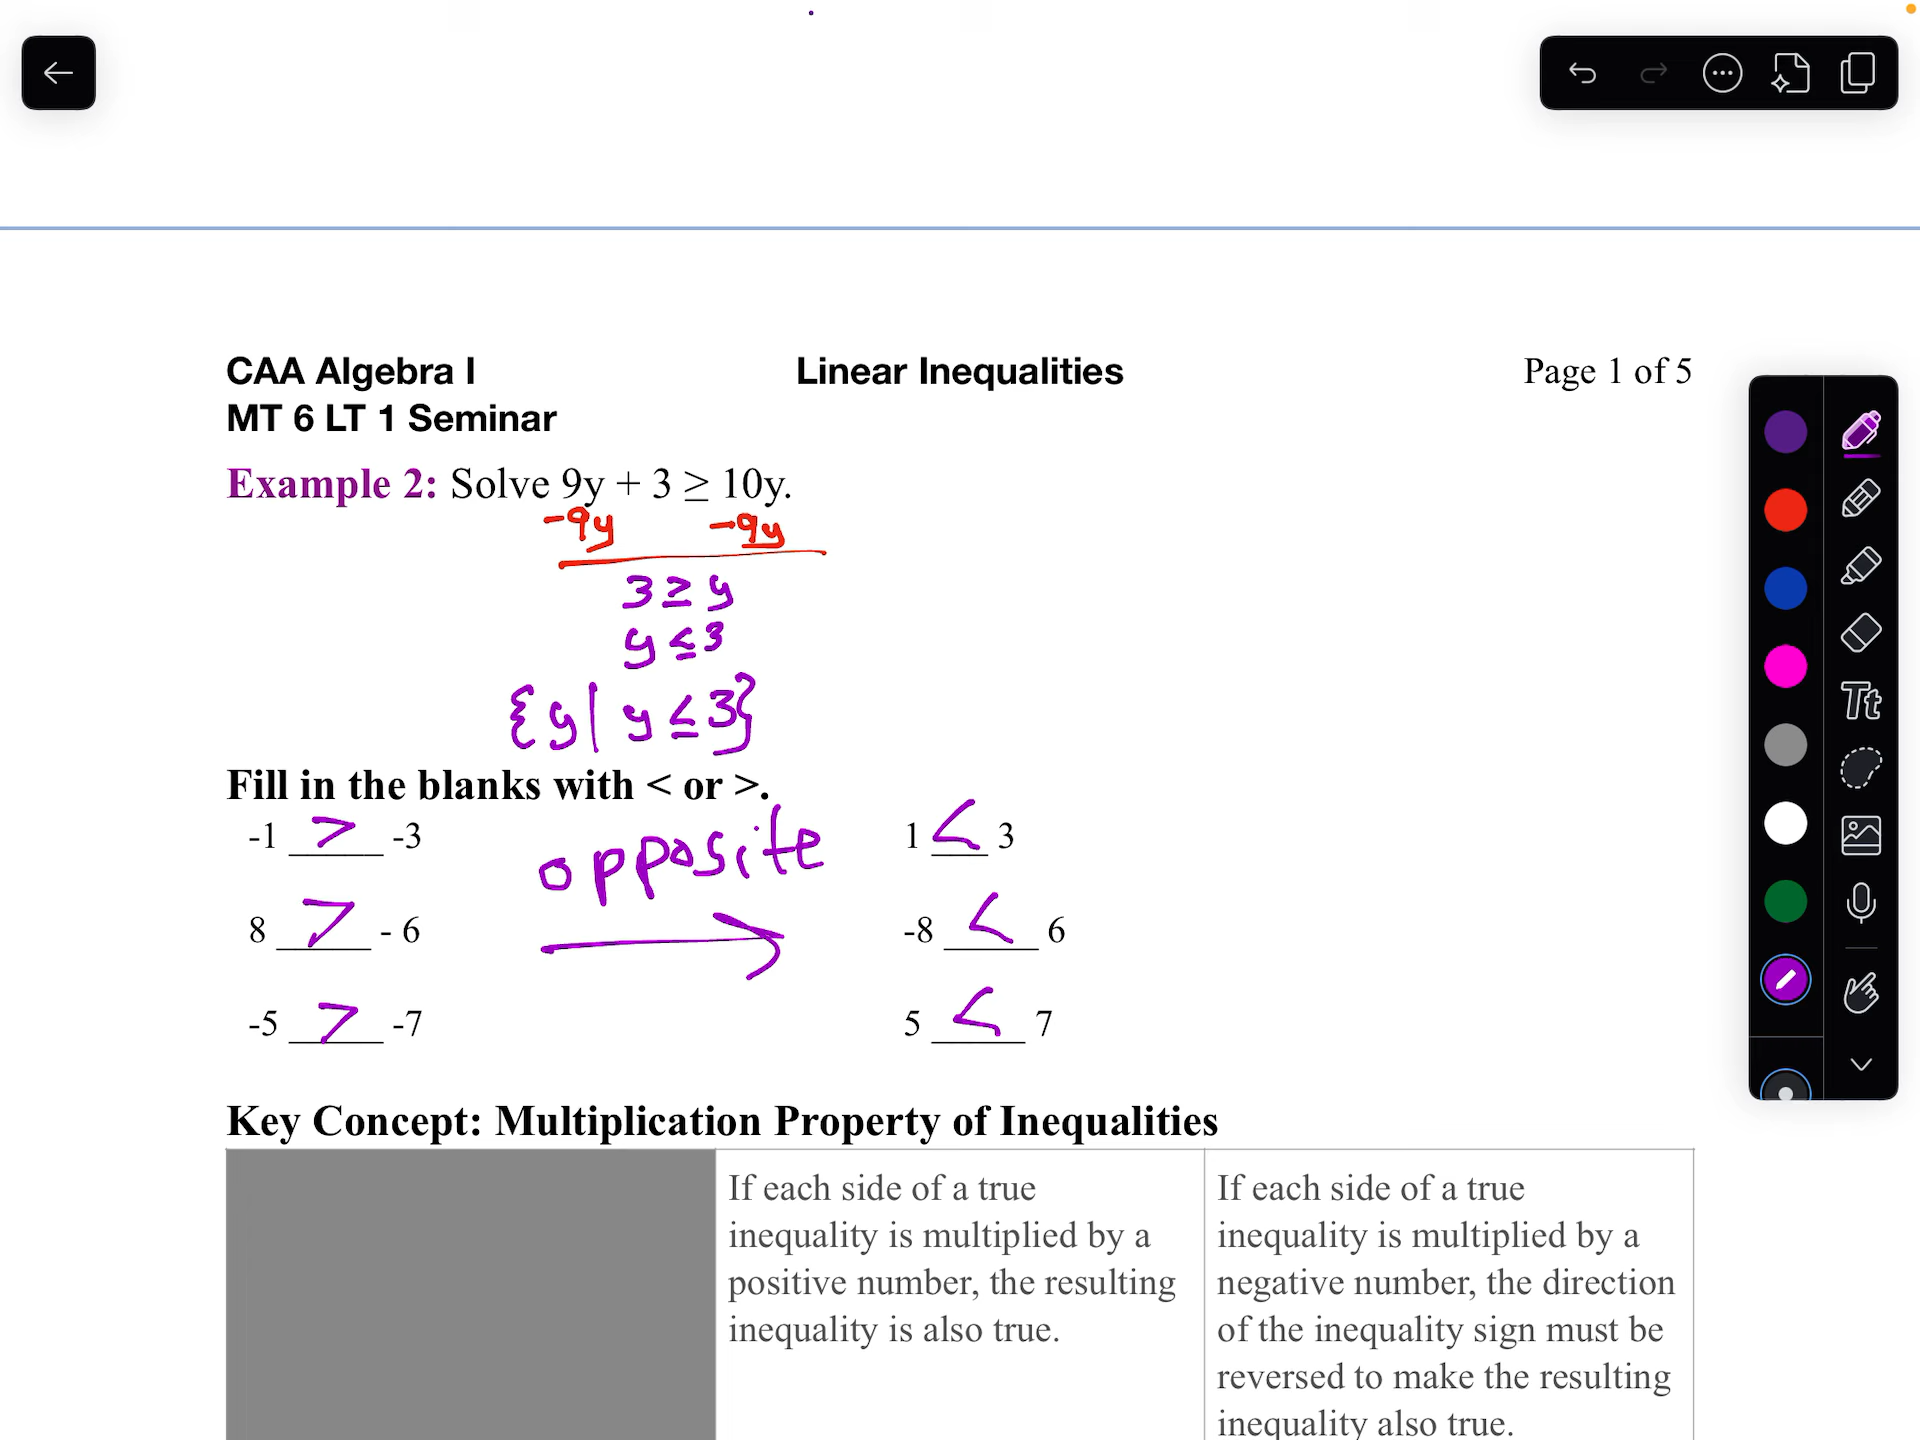 CAA Algebra I Linear Inequalities Page 1 of 5
MT 6 LT 1 Seminar
Example 2: Solve 9y + 3 ≥ 10y.
-9y -9y
3 ≥ y
y ≤ 3
{y| y ≤ 3}
Fill in the blanks with < or >.
-1 > -3 opposite 1 < 3
8 > - 6 → -8 < 6
-5 > -7 5 < 7
Key Concept: Multiplication Property of Inequalities
If each side of a true
inequality is multiplied by a
positive number, the resulting
inequality is also true.
If each side of a true
inequality is multiplied by a
negative number, the direction
of the inequality sign must be
reversed to make the resulting
inequality also true.
Tt